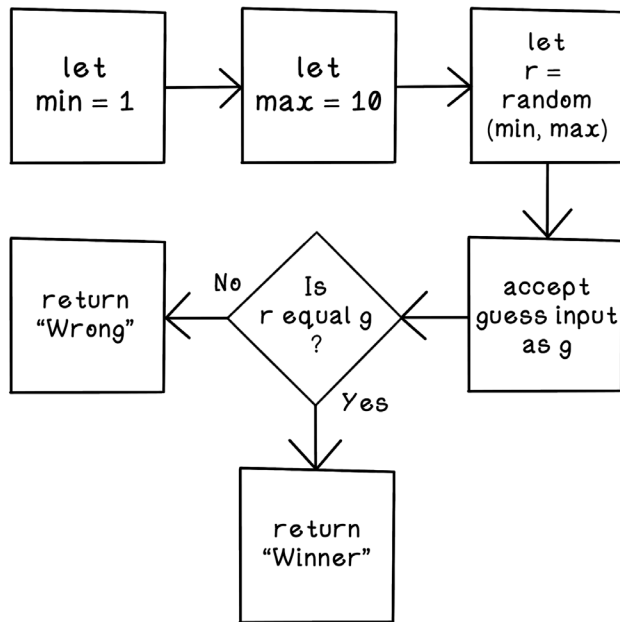 let
min = 1
let
max = 10
let
r =
random
(min, max)
accept
guess input
as g
Is
r equal g
?
No
return
“Wrong”
Yes
return
“Winner”